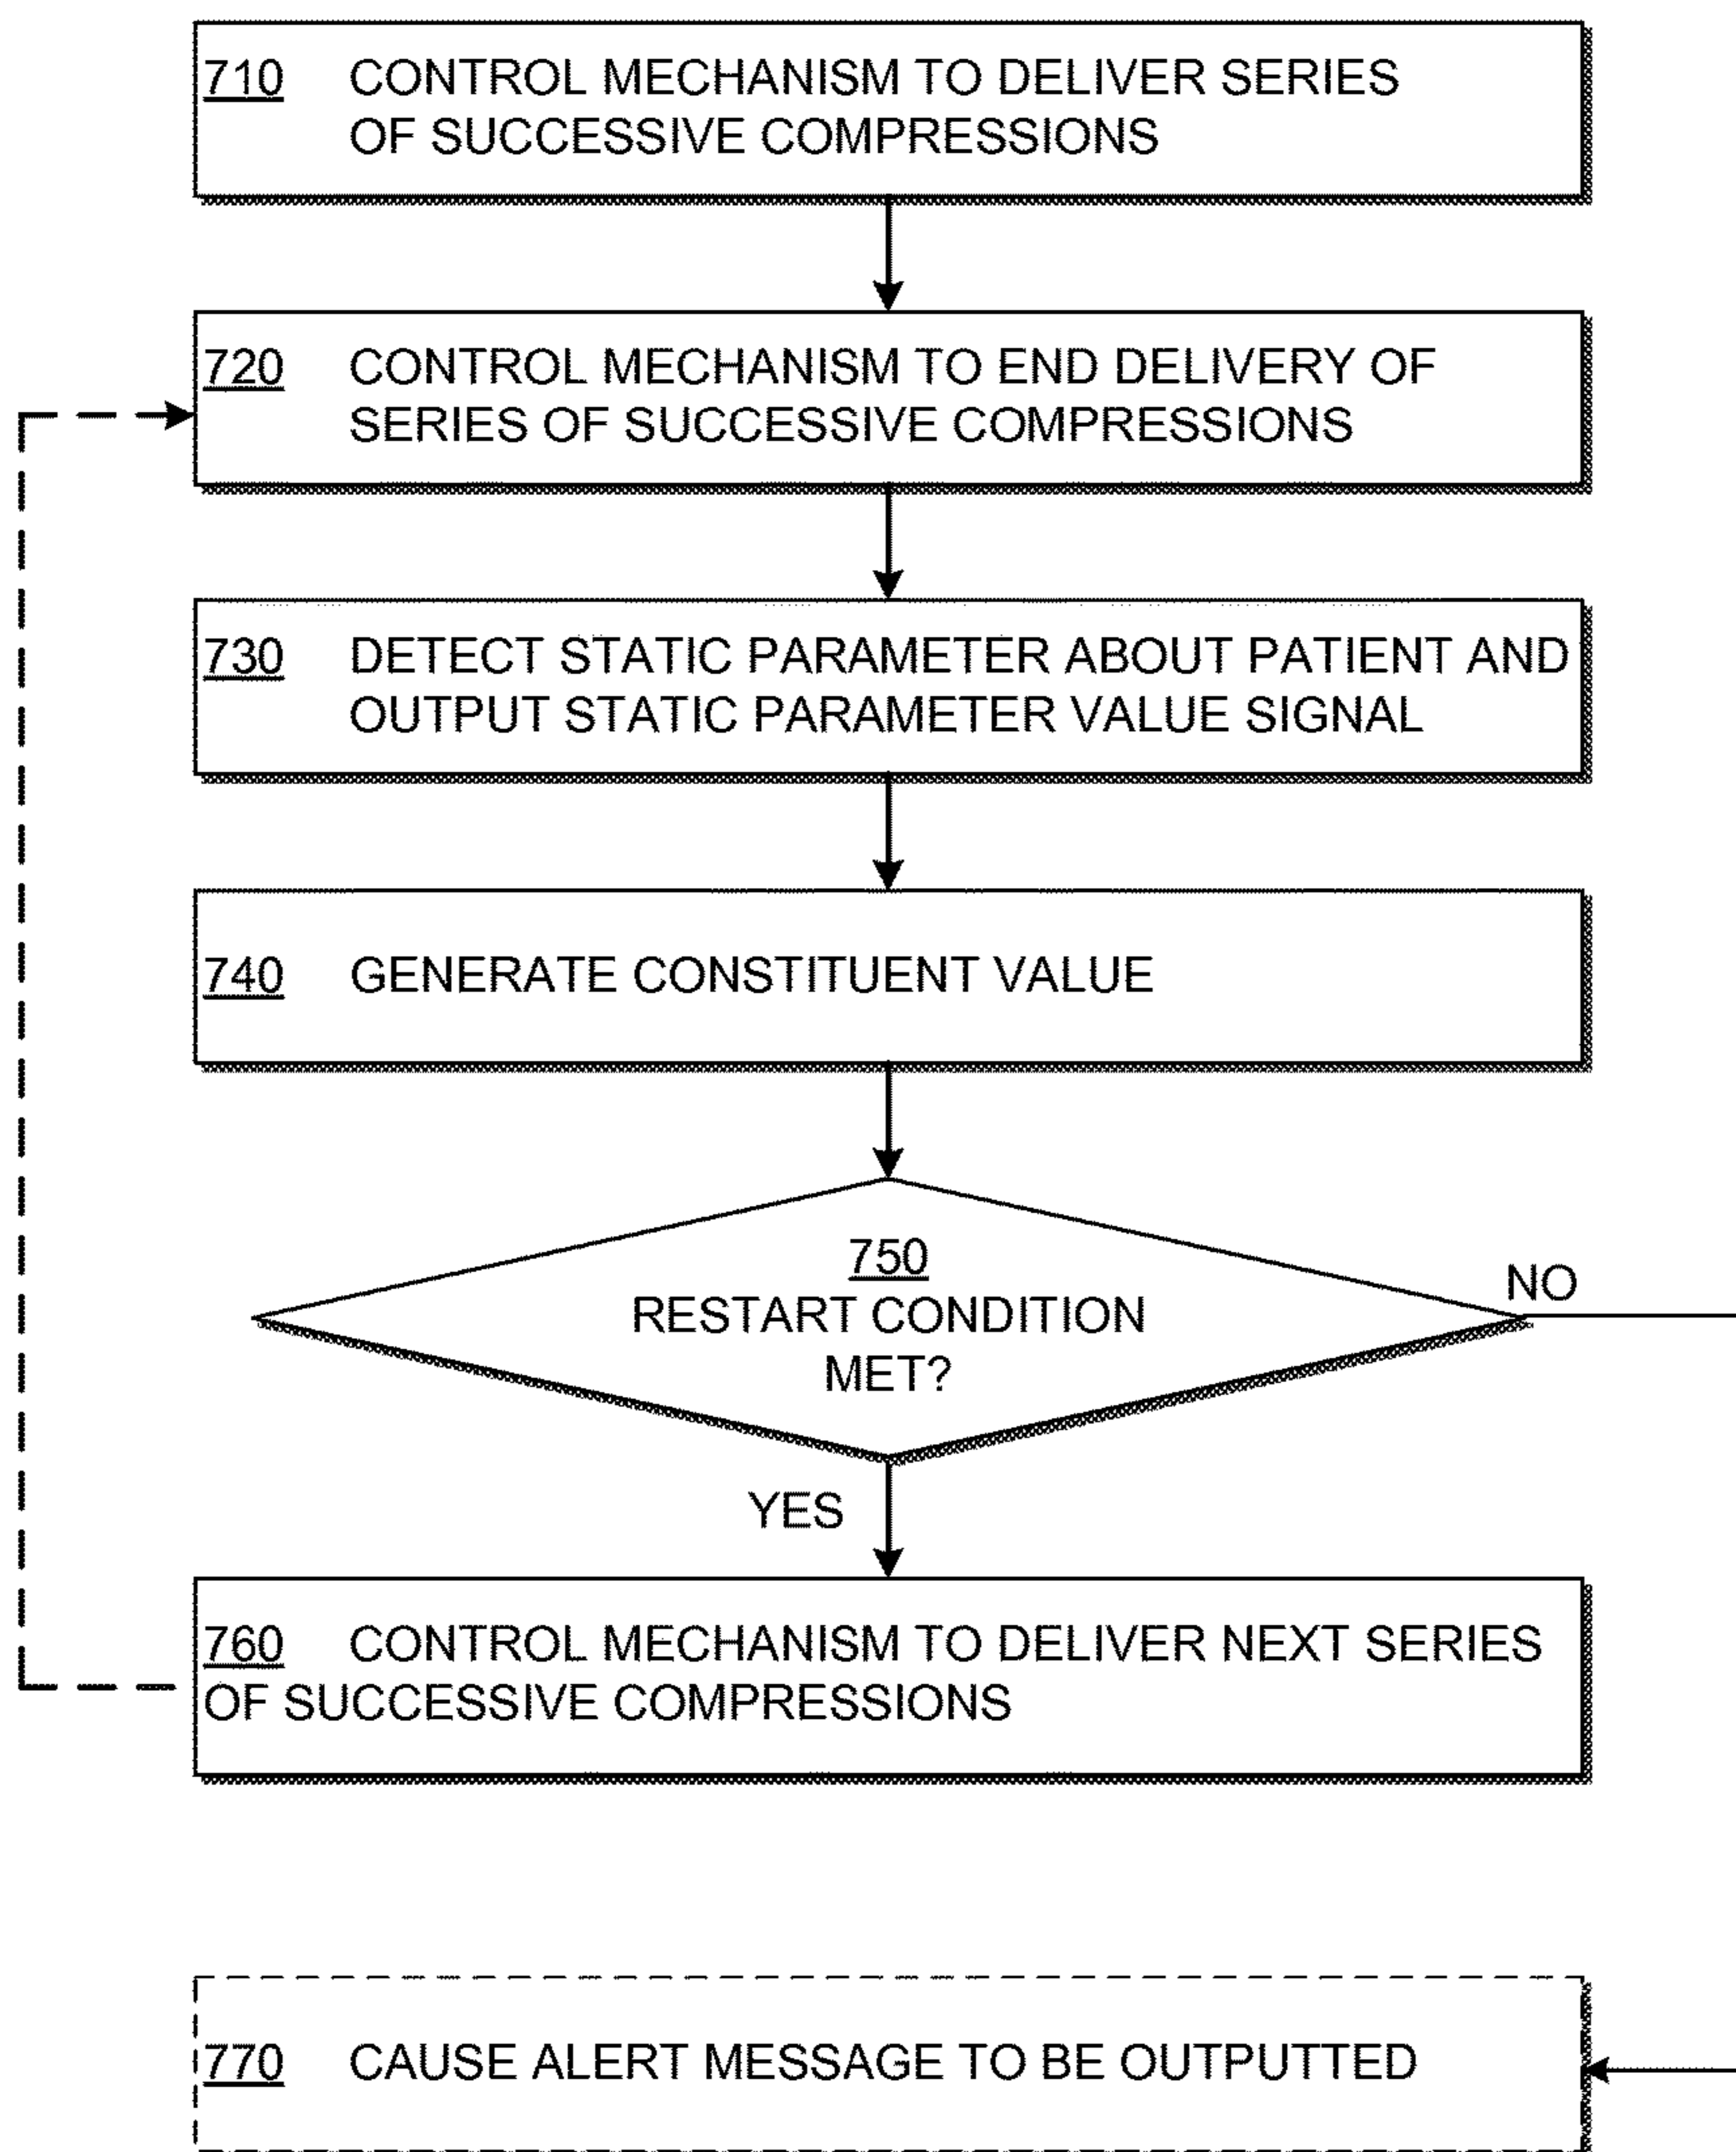 710 CONTROL MECHANISM TO DELIVER SERIES
OF SUCCESSIVE COMPRESSIONS
720 CONTROL MECHANISM TO END DELIVERY OF
SERIES OF SUCCESSIVE COMPRESSIONS
730 DETECT STATIC PARAMETER ABOUT PATIENT AND
OUTPUT STATIC PARAMETER VALUE SIGNAL
740 GENERATE CONSTITUENT VALUE
750
RESTART CONDITION
MET?
NO
YES
760 CONTROL MECHANISM TO DELIVER NEXT SERIES
OF SUCCESSIVE COMPRESSIONS
770 CAUSE ALERT MESSAGE TO BE OUTPUTTED